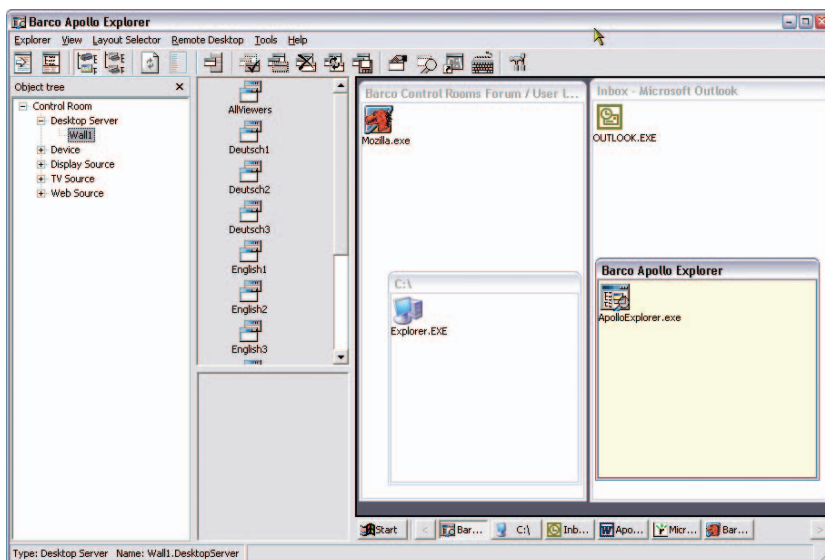 Barco Apollo Explorer
Explorer View Layout Selector Remote Desktop Tools Help
Object tree
Control Room
Desktop Server
Wall1
Device
Display Source
TV Source
Web Source
AllViewers
Deutsch1
Deutsch2
Deutsch3
English1
English2
English3
Barco Control Rooms Forum / User I...
Mozilla.exe
Inbox - Microsoft Outlook
OUTLOOK.EXE
C:\
Explorer.EXE
Barco Apollo Explorer
ApolloExplorer.exe
Start < Bar... C:\ Inb... Apo... Micr... Bar... >
Type: Desktop Server Name: Wall1.DesktopServer